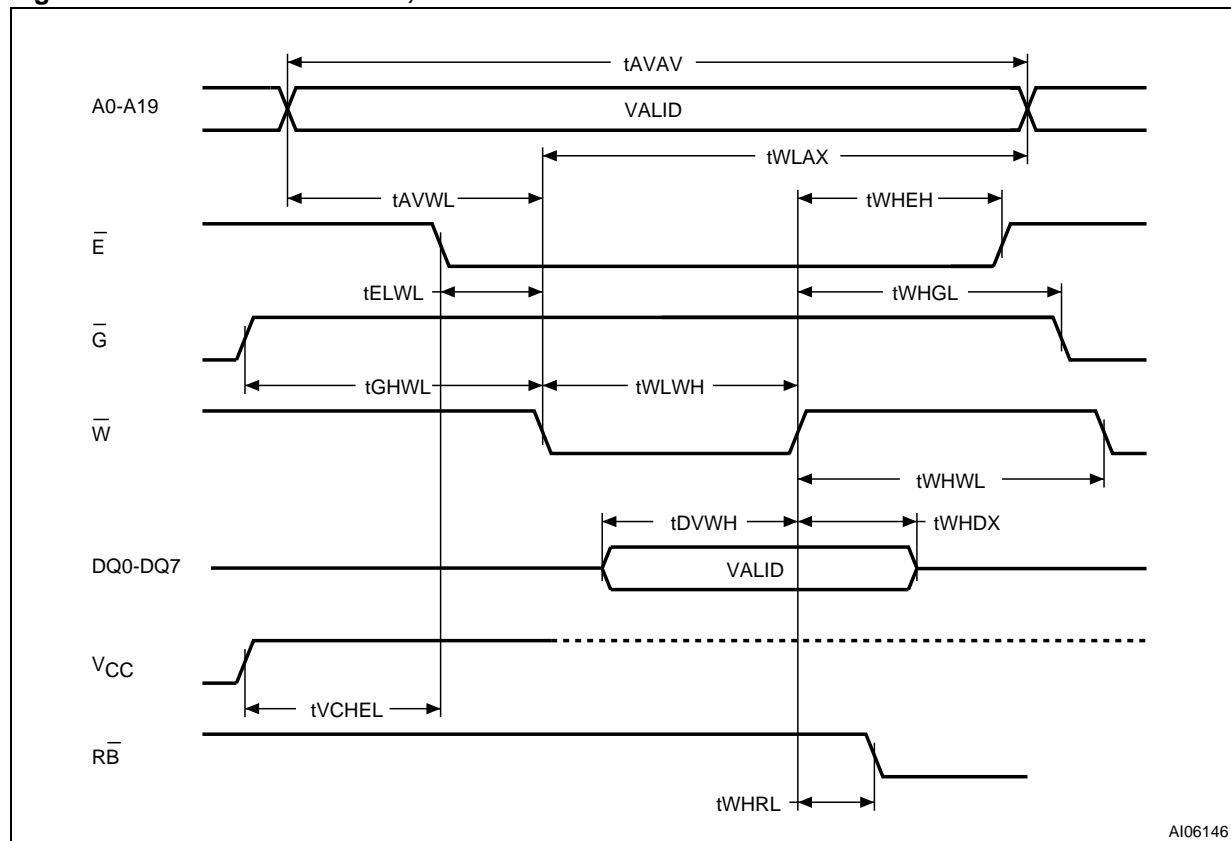 tAVAV
A0-A19
VALID
tWLAX
tAVWL
tWHEH
E̅
tELWL
tWHGL
G̅
tGHWL
tWLWH
W̅
tWHWL
tDVWH
tWHDX
DQ0-DQ7
VALID
VCC
tVCHEL
RB̅
tWHRL
AI06146